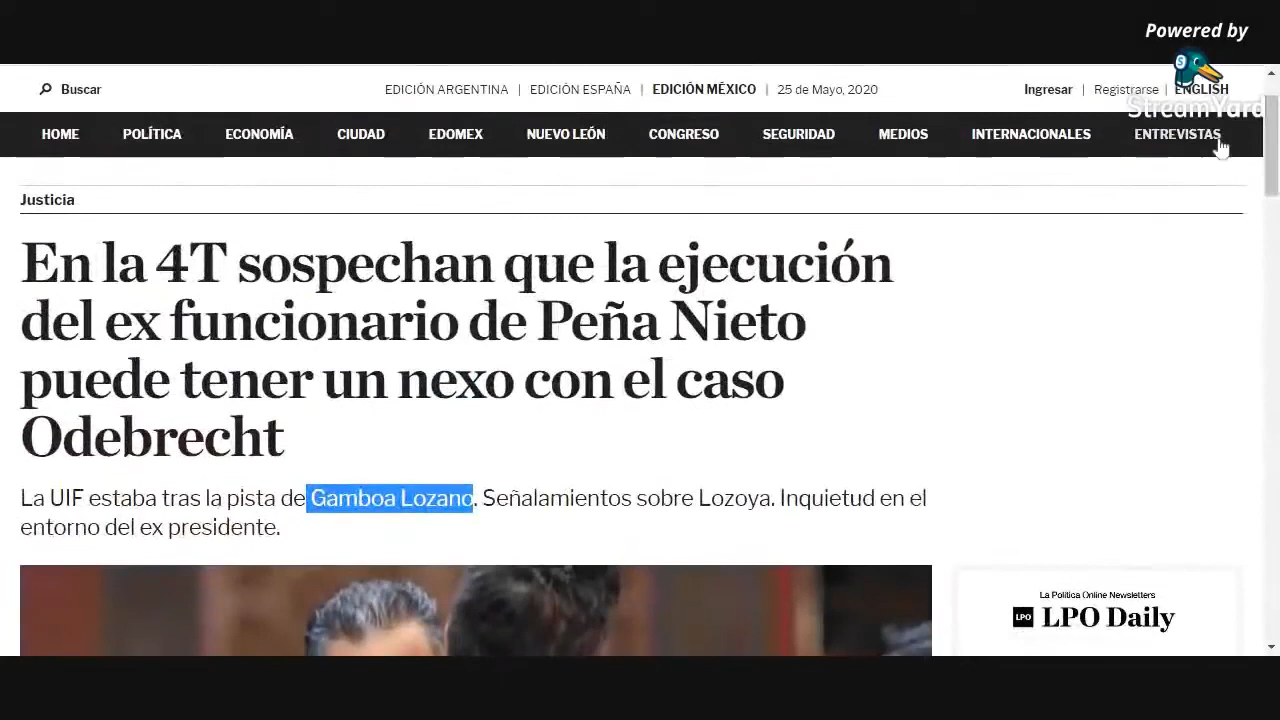 Powered by
StreamYard
Buscar
EDICIÓN ARGENTINA | EDICIÓN ESPAÑA | EDICIÓN MÉXICO | 25 de Mayo, 2020
Ingresar | Registrarse | ENGLISH
HOME POLÍTICA ECONOMÍA CIUDAD EDOMEX NUEVO LEÓN CONGRESO SEGURIDAD MEDIOS INTERNACIONALES ENTREVISTAS
Justicia
En la 4T sospechan que la ejecución
del ex funcionario de Peña Nieto
puede tener un nexo con el caso
Odebrecht
La UIF estaba tras la pista de Gamboa Lozano. Señalamientos sobre Lozoya. Inquietud en el
entorno del ex presidente.
La Politica Online Newsletters
LPO LPO Daily